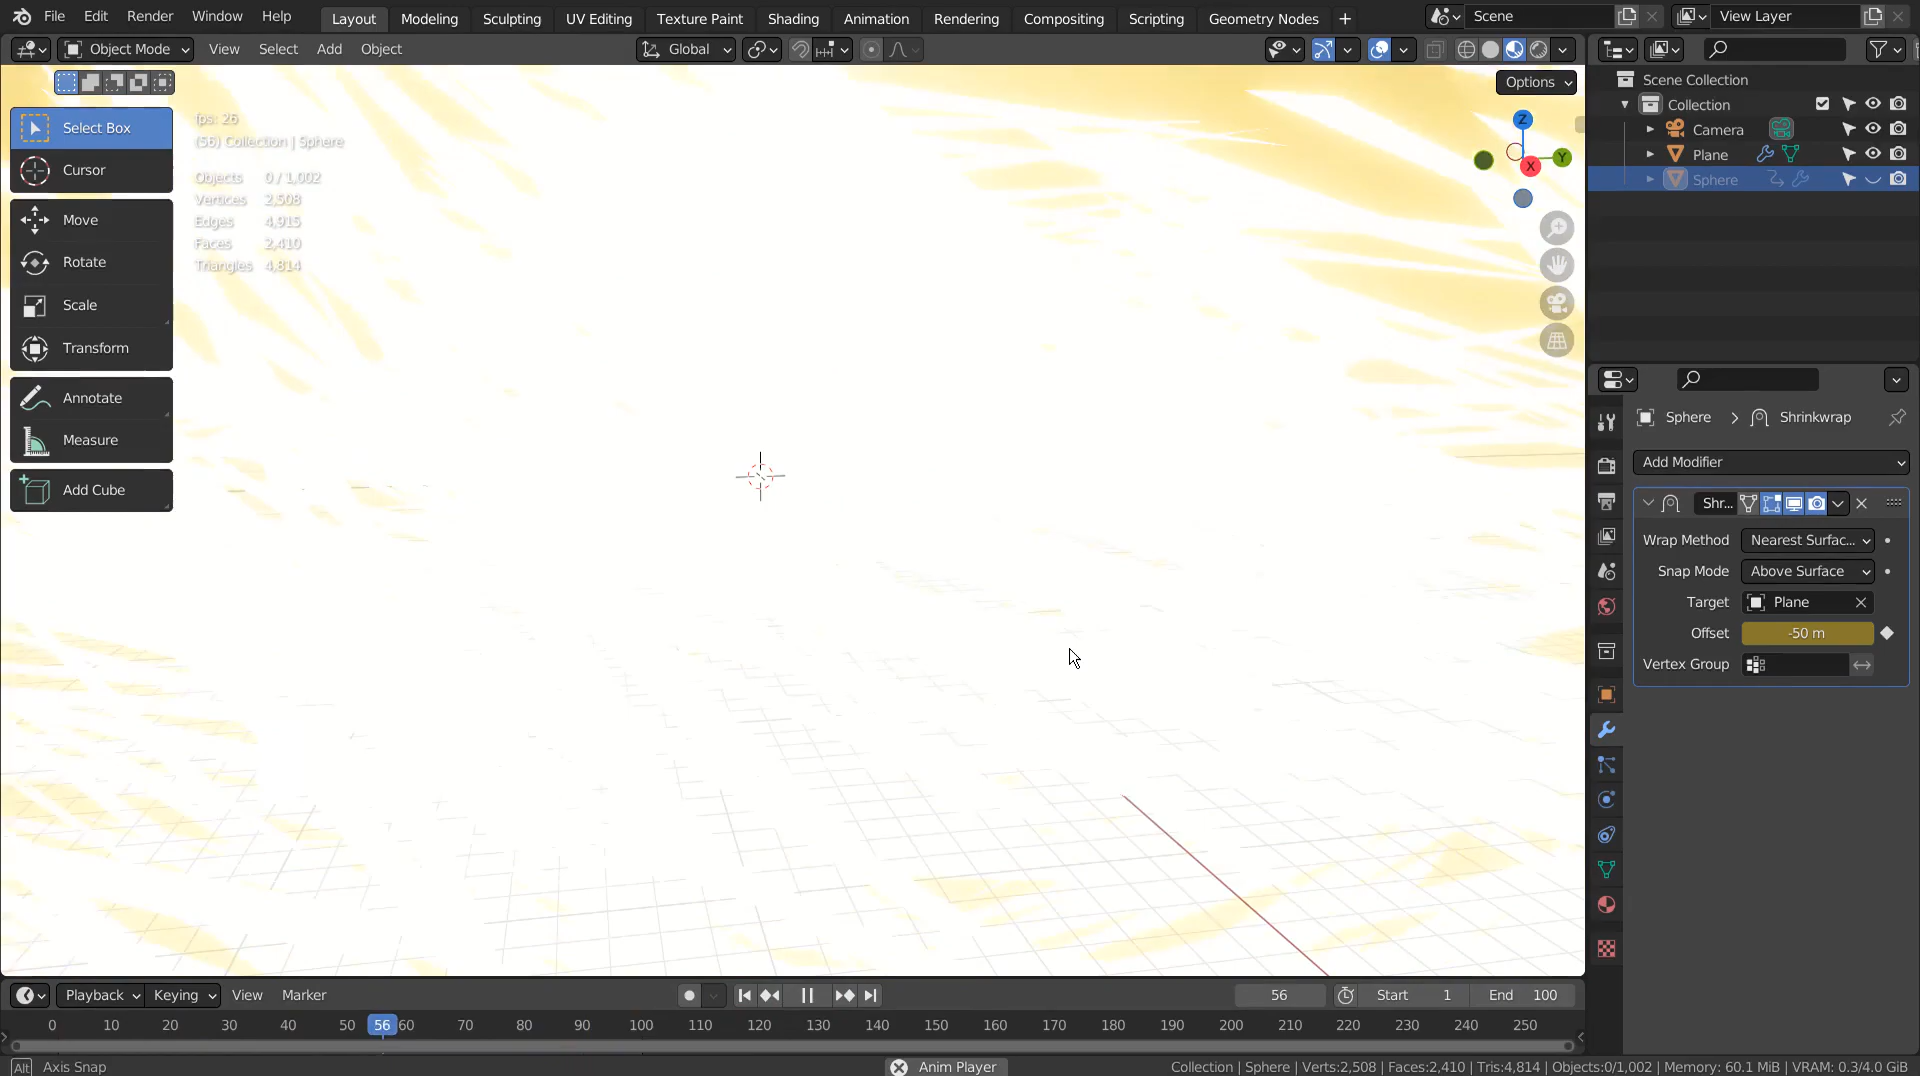 File Edit Render Window Help Layout Modeling Sculpting UV Editing Texture Paint Shading Animation Rendering Compositing Scripting Geometry Nodes + Scene View Layer
Object Mode View Select Add Object Global
Options
Select Box
Cursor
Move
Rotate
Scale
Transform
Annotate
Measure
Add Cube
fps: 26
(56) Collection | Sphere
Objects 0 / 1,002
Vertices 2,508
Edges 4,915
Faces 2,410
Triangles 4,814
Z
Y
X
Scene Collection
Collection
Camera
Plane
Sphere
Sphere > Shrinkwrap
Add Modifier
Shr...
Wrap Method Nearest Surfac...
Snap Mode Above Surface
Target Plane
Offset -50 m
Vertex Group
Playback Keying View Marker 56 Start 1 End 100
0 10 20 30 40 50 56 60 70 80 90 100 110 120 130 140 150 160 170 180 190 200 210 220 230 240 250
Alt Axis Snap Anim Player Collection | Sphere | Verts:2,508 | Faces:2,410 | Tris:4,814 | Objects:0/1,002 | Memory: 60.1 MiB | VRAM: 0.3/4.0 GiB